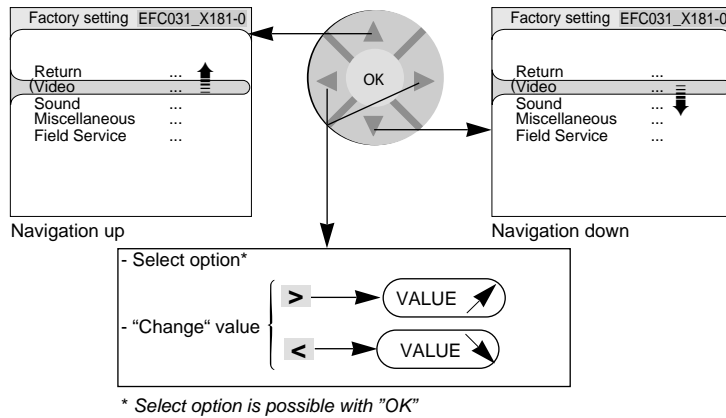 Factory setting EFC031_X181-0
Return ...
Video ...
Sound ...
Miscellaneous ...
Field Service ...
Navigation up
OK
Factory setting EFC031_X181-0
Return ...
Video ...
Sound ...
Miscellaneous ...
Field Service ...
Navigation down
- Select option*
- “Change“ value
> VALUE
< VALUE
* Select option is possible with ”OK”